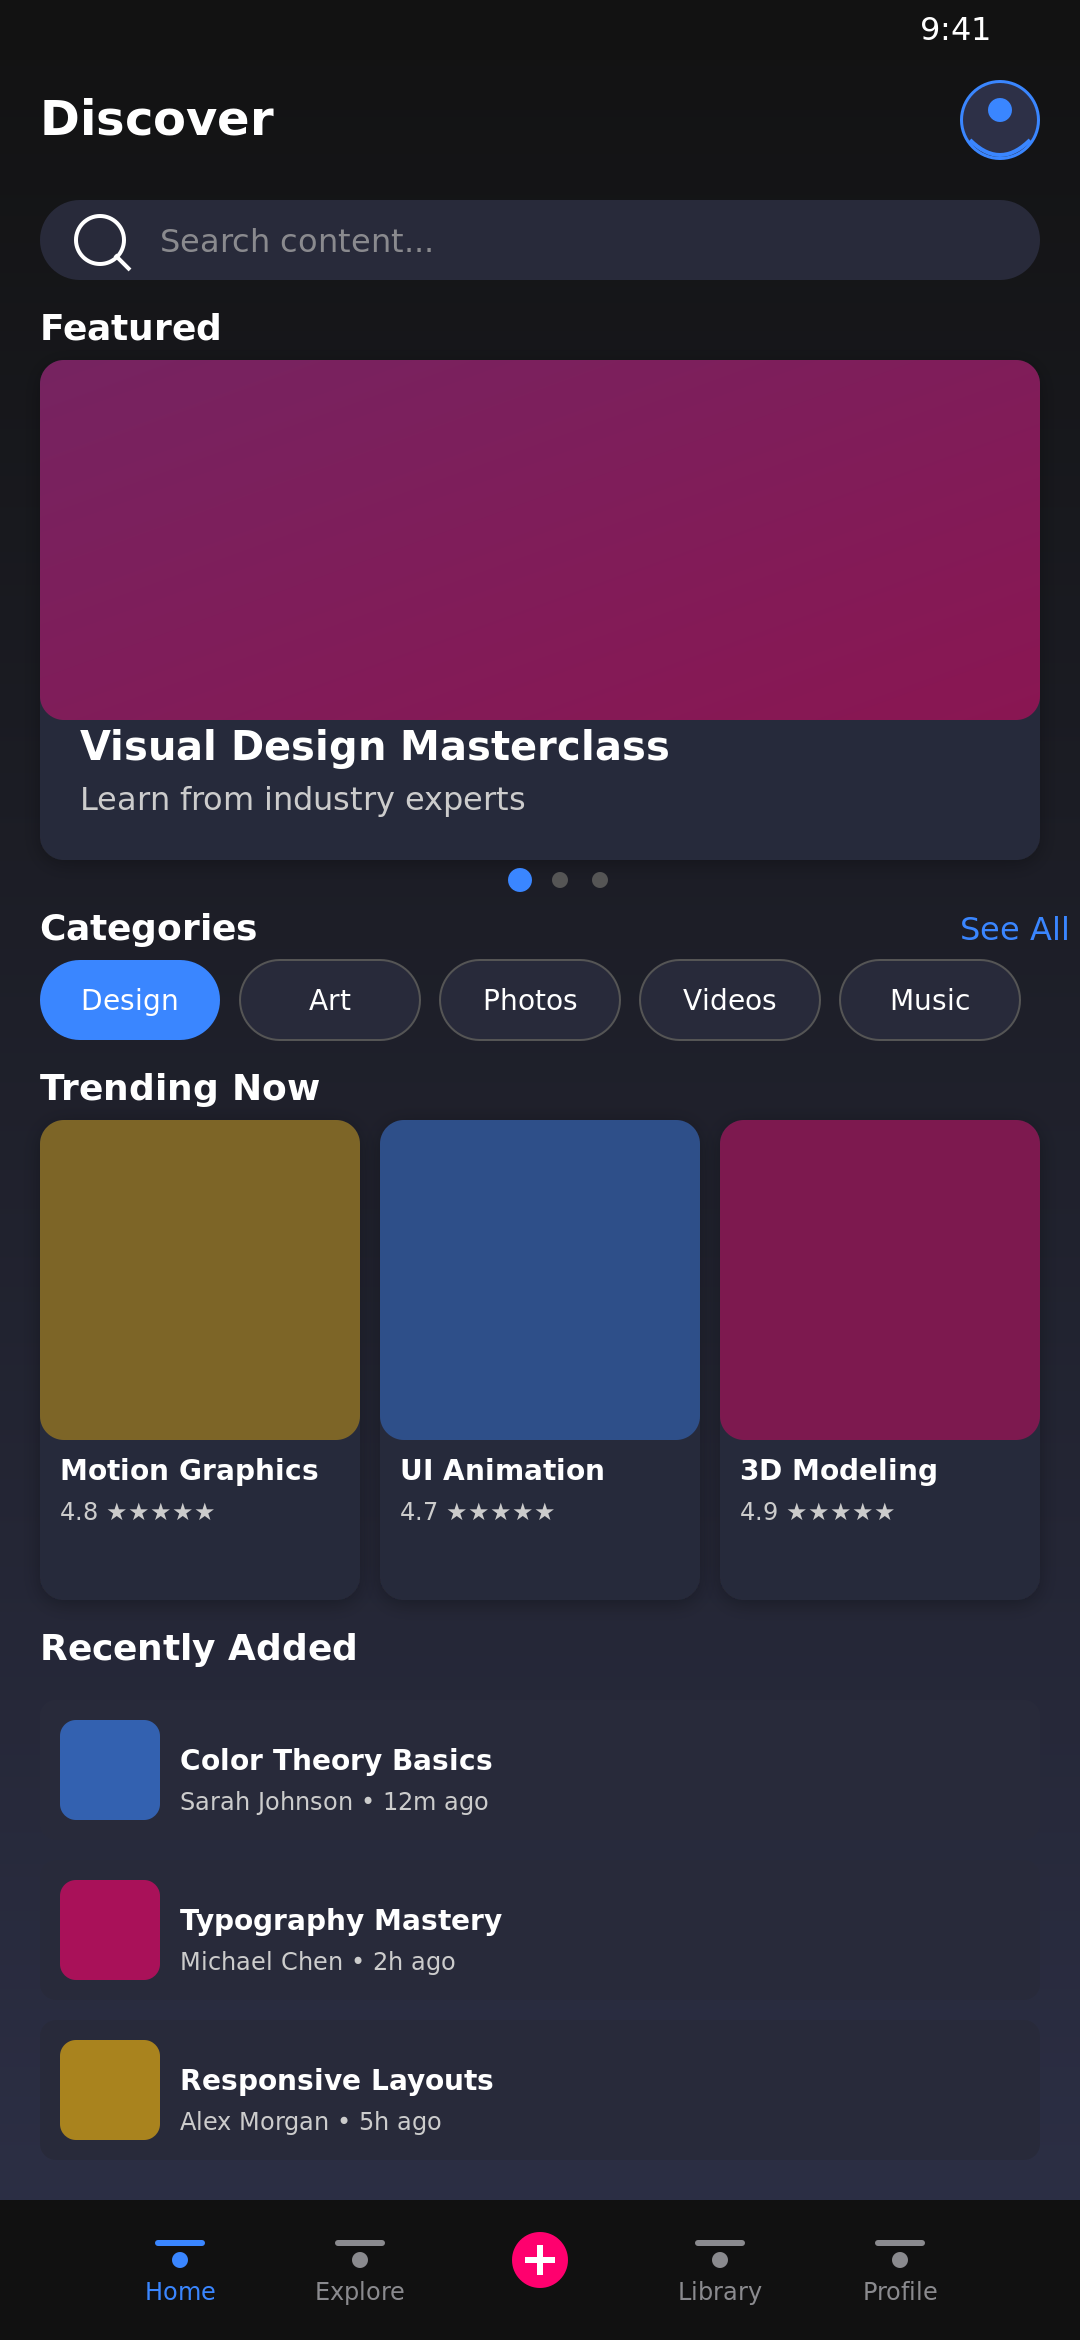 9:41
Discover
Search content...
Featured
Visual Design Masterclass
Learn from industry experts
Categories
See All
Design
Art
Photos
Videos
Music
Trending Now
Motion Graphics
4.8 ★★★★★
UI Animation
4.7 ★★★★★
3D Modeling
4.9 ★★★★★
Recently Added
Color Theory Basics
Sarah Johnson • 12m ago
Typography Mastery
Michael Chen • 2h ago
Responsive Layouts
Alex Morgan • 5h ago
Home
Explore
Library
Profile